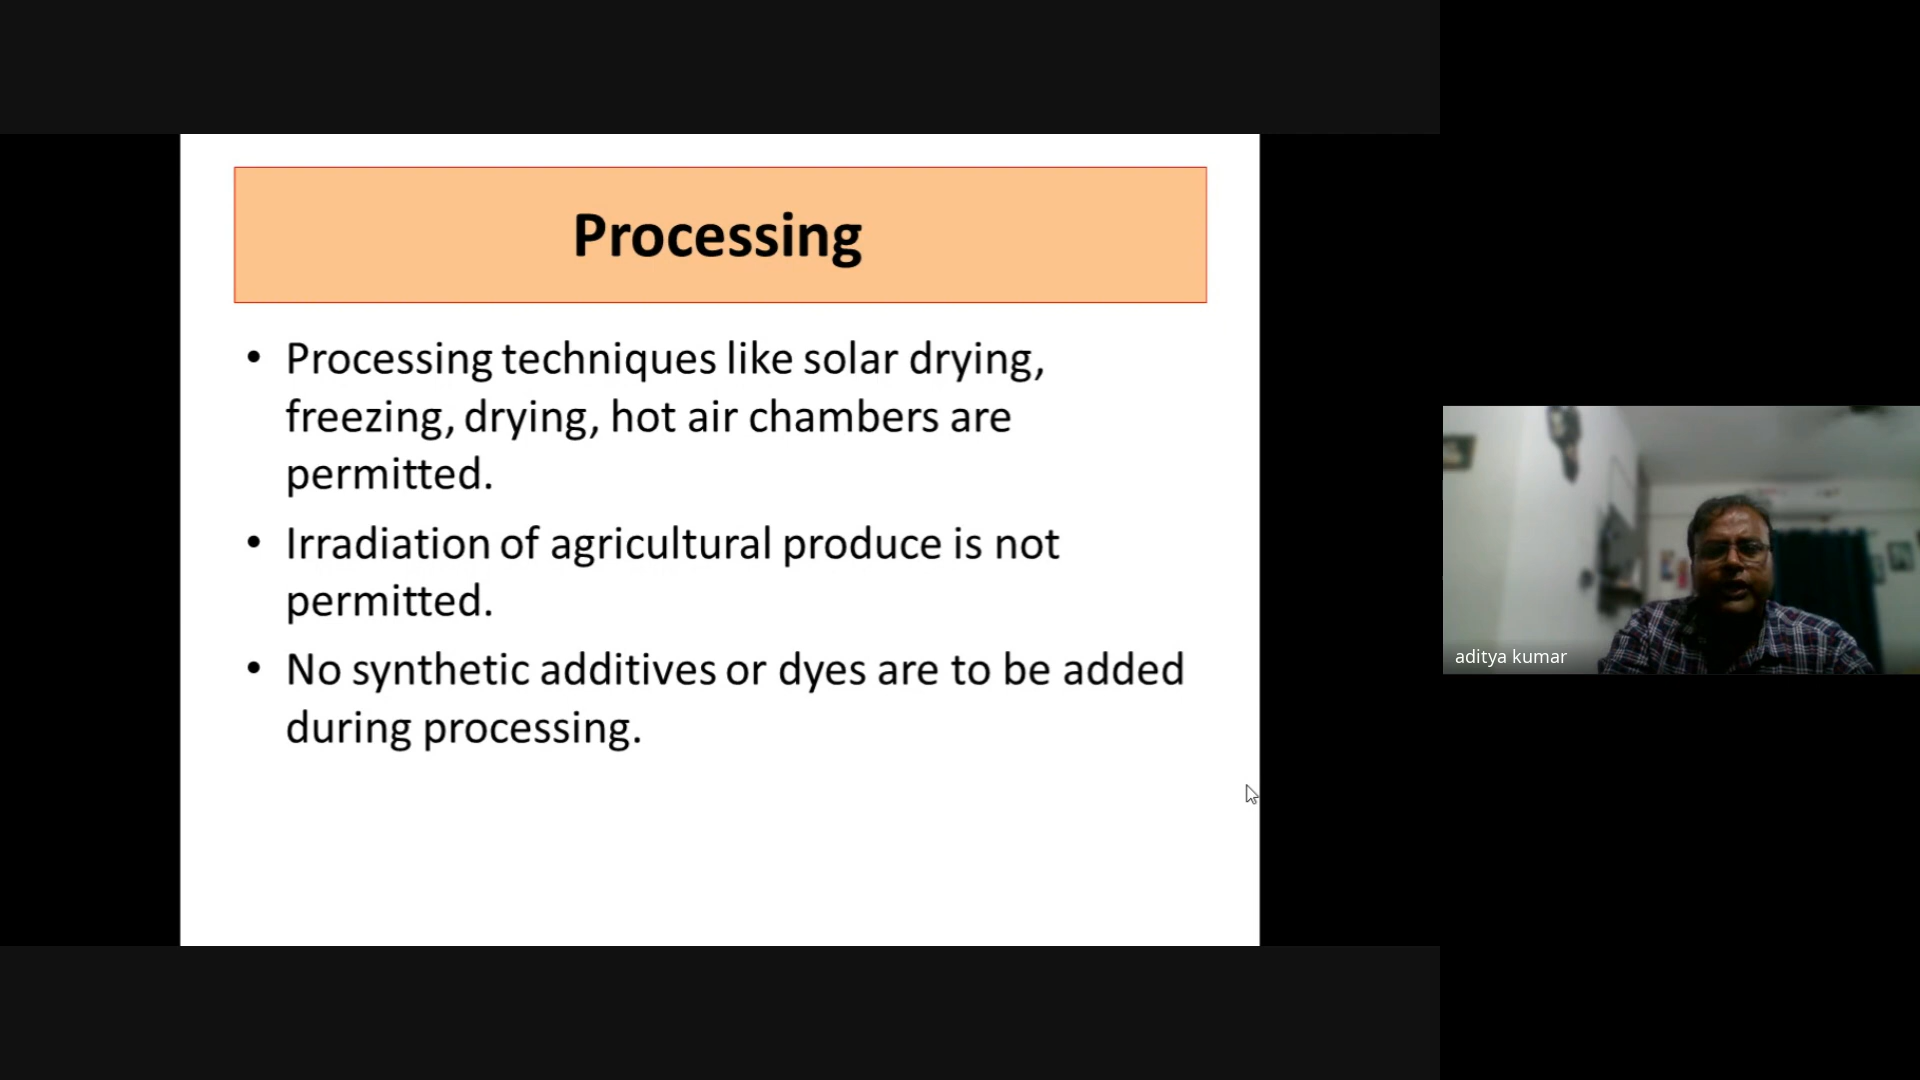 Processing
• Processing techniques like solar drying,
freezing, drying, hot air chambers are
permitted.
• Irradiation of agricultural produce is not
permitted.
• No synthetic additives or dyes are to be added
during processing.
aditya kumar